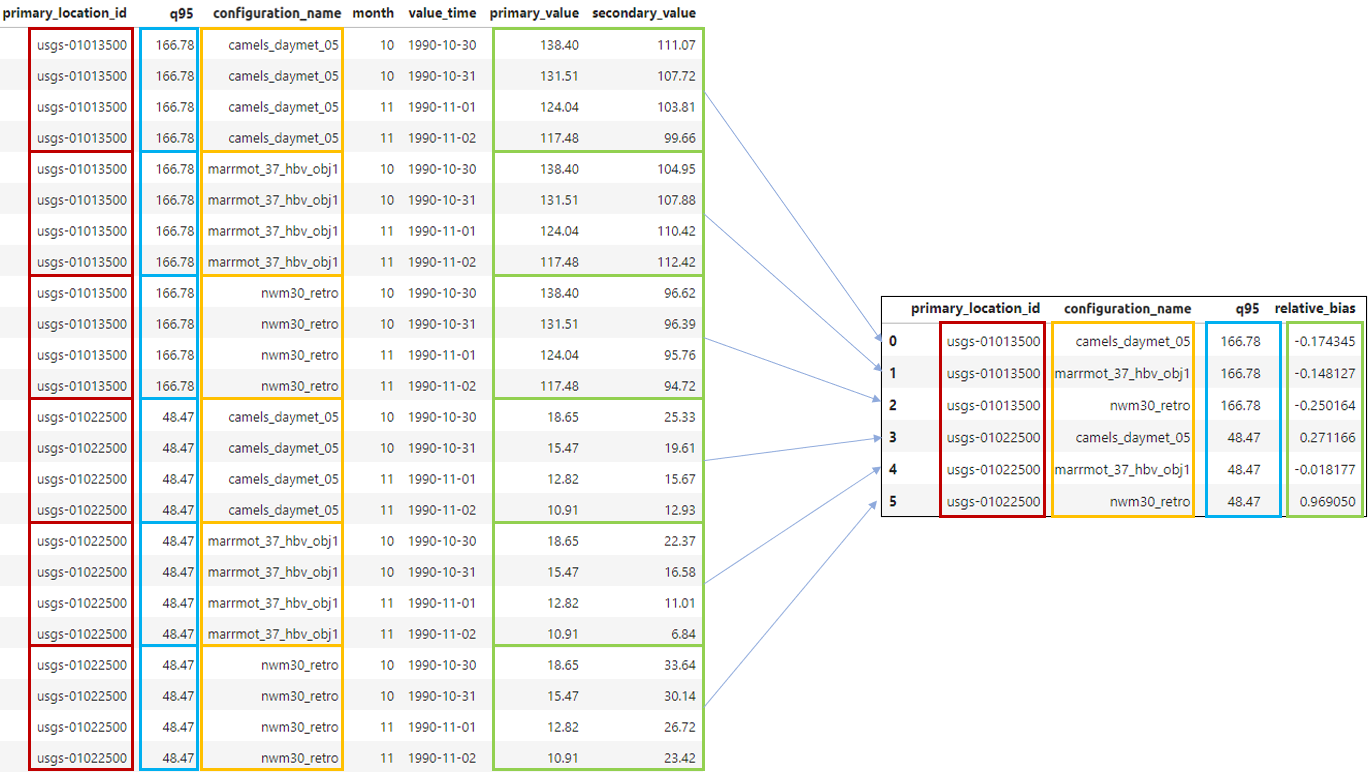 primary_location_id q95 configuration_name month value_time primary_value secondary_value
usgs-01013500 166.78 camels_daymet_05 10 1990-10-30 138.40 111.07
usgs-01013500 166.78 camels_daymet_05 10 1990-10-31 131.51 107.72
usgs-01013500 166.78 camels_daymet_05 11 1990-11-01 124.04 103.81
usgs-01013500 166.78 camels_daymet_05 11 1990-11-02 117.48 99.66
usgs-01013500 166.78 marrmot_37_hbv_obj1 10 1990-10-30 138.40 104.95
usgs-01013500 166.78 marrmot_37_hbv_obj1 10 1990-10-31 131.51 107.88
usgs-01013500 166.78 marrmot_37_hbv_obj1 11 1990-11-01 124.04 110.42
usgs-01013500 166.78 marrmot_37_hbv_obj1 11 1990-11-02 117.48 112.42
usgs-01013500 166.78 nwm30_retro 10 1990-10-30 138.40 96.62
usgs-01013500 166.78 nwm30_retro 10 1990-10-31 131.51 96.39
usgs-01013500 166.78 nwm30_retro 11 1990-11-01 124.04 95.76
usgs-01013500 166.78 nwm30_retro 11 1990-11-02 117.48 94.72
usgs-01022500 48.47 camels_daymet_05 10 1990-10-30 18.65 25.33
usgs-01022500 48.47 camels_daymet_05 10 1990-10-31 15.47 19.61
usgs-01022500 48.47 camels_daymet_05 11 1990-11-01 12.82 15.67
usgs-01022500 48.47 camels_daymet_05 11 1990-11-02 10.91 12.93
usgs-01022500 48.47 marrmot_37_hbv_obj1 10 1990-10-30 18.65 22.37
usgs-01022500 48.47 marrmot_37_hbv_obj1 10 1990-10-31 15.47 16.58
usgs-01022500 48.47 marrmot_37_hbv_obj1 11 1990-11-01 12.82 11.01
usgs-01022500 48.47 marrmot_37_hbv_obj1 11 1990-11-02 10.91 6.84
usgs-01022500 48.47 nwm30_retro 10 1990-10-30 18.65 33.64
usgs-01022500 48.47 nwm30_retro 10 1990-10-31 15.47 30.14
usgs-01022500 48.47 nwm30_retro 11 1990-11-01 12.82 26.72
usgs-01022500 48.47 nwm30_retro 11 1990-11-02 10.91 23.42
primary_location_id configuration_name q95 relative_bias
0 usgs-01013500 camels_daymet_05 166.78 -0.174345
1 usgs-01013500 marrmot_37_hbv_obj1 166.78 -0.148127
2 usgs-01013500 nwm30_retro 166.78 -0.250164
3 usgs-01022500 camels_daymet_05 48.47 0.271166
4 usgs-01022500 marrmot_37_hbv_obj1 48.47 -0.018177
5 usgs-01022500 nwm30_retro 48.47 0.969050